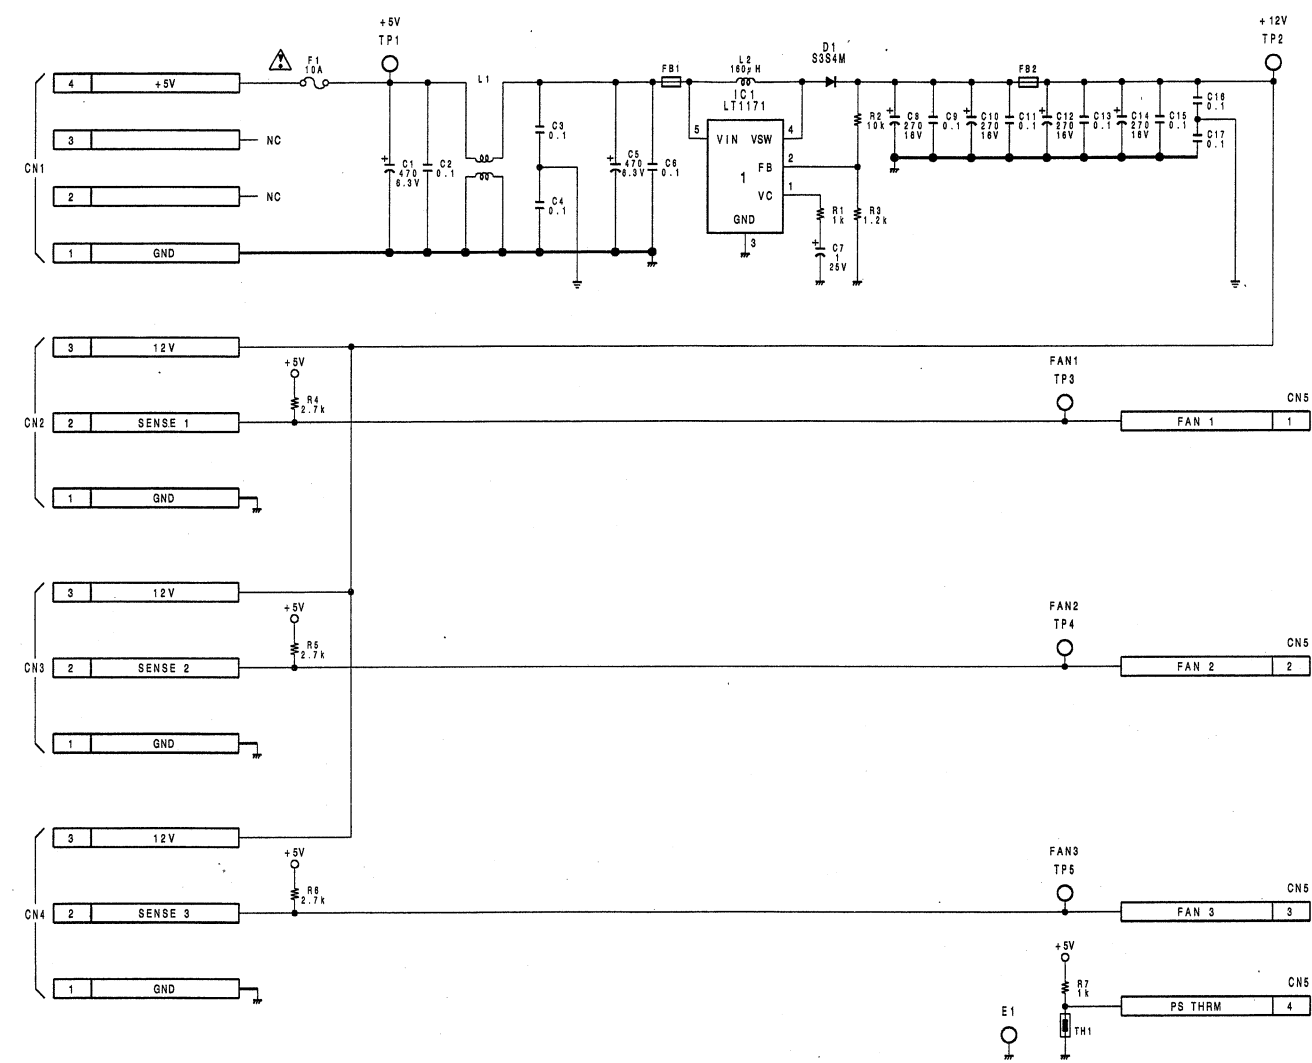 +5V
TP1
+12V
TP2
F1
10A
L1
FB1
L2
160µH
D1
S3S4M
FB2
IC1
LT1171
CN1
4 +5V
3 NC
2 NC
1 GND
C1
470
6.3V
C2
0.1
C3
0.1
C4
0.1
C5
470
6.3V
C6
0.1
5 VIN VSW 4
FB 2
1
VC 1
GND
3
R1
1k
C7
1
25V
R2
10k
R3
1.2k
C8
270
16V
C9
0.1
C10
270
16V
C11
0.1
C12
270
16V
C13
0.1
C14
270
16V
C15
0.1
C16
0.1
C17
0.1
CN2
3 12V
+5V
R4
2.7k
2 SENSE 1
1 GND
FAN1
TP3
CN5
FAN 1 1
CN3
3 12V
+5V
R5
2.7k
2 SENSE 2
1 GND
FAN2
TP4
CN5
FAN 2 2
CN4
3 12V
+5V
R6
2.7k
2 SENSE 3
1 GND
FAN3
TP5
CN5
FAN 3 3
+5V
R7
1k
CN5
PS THRM 4
TH1
E1